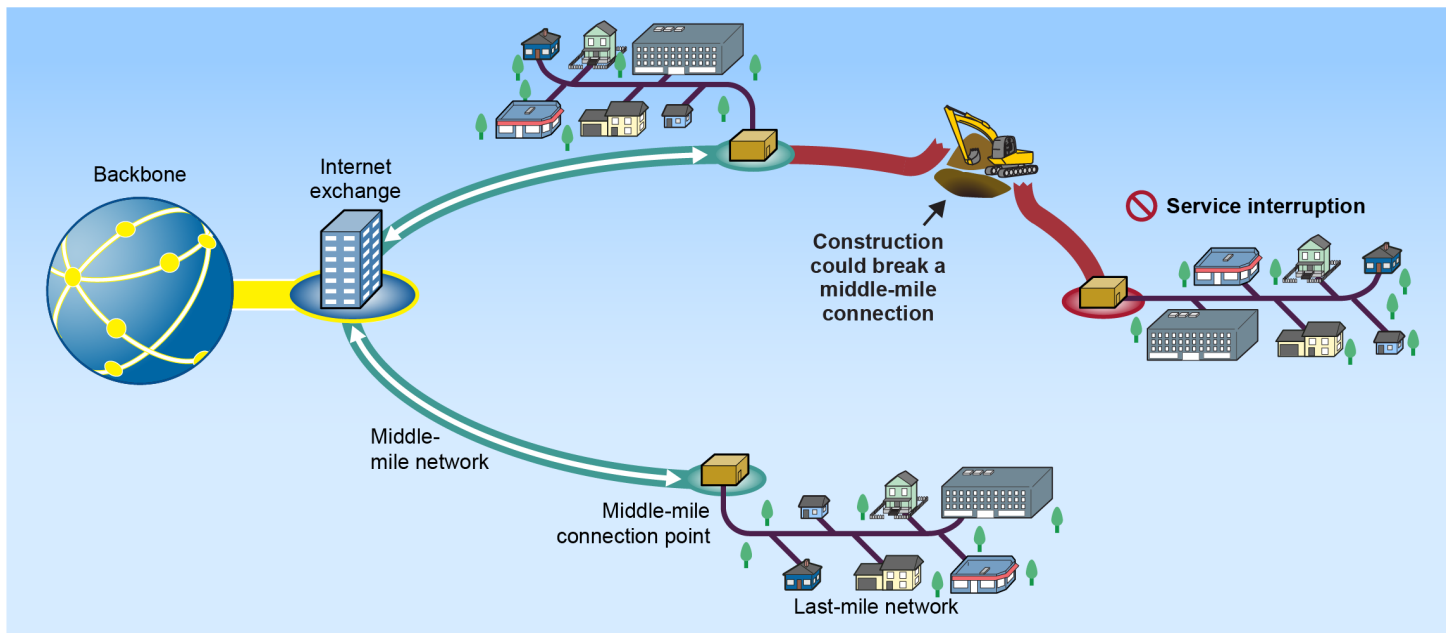 Backbone
Internet
exchange
Service interruption
Construction
could break a
middle-mile
connection
Middle-
mile network
Middle-mile
connection point
Last-mile network